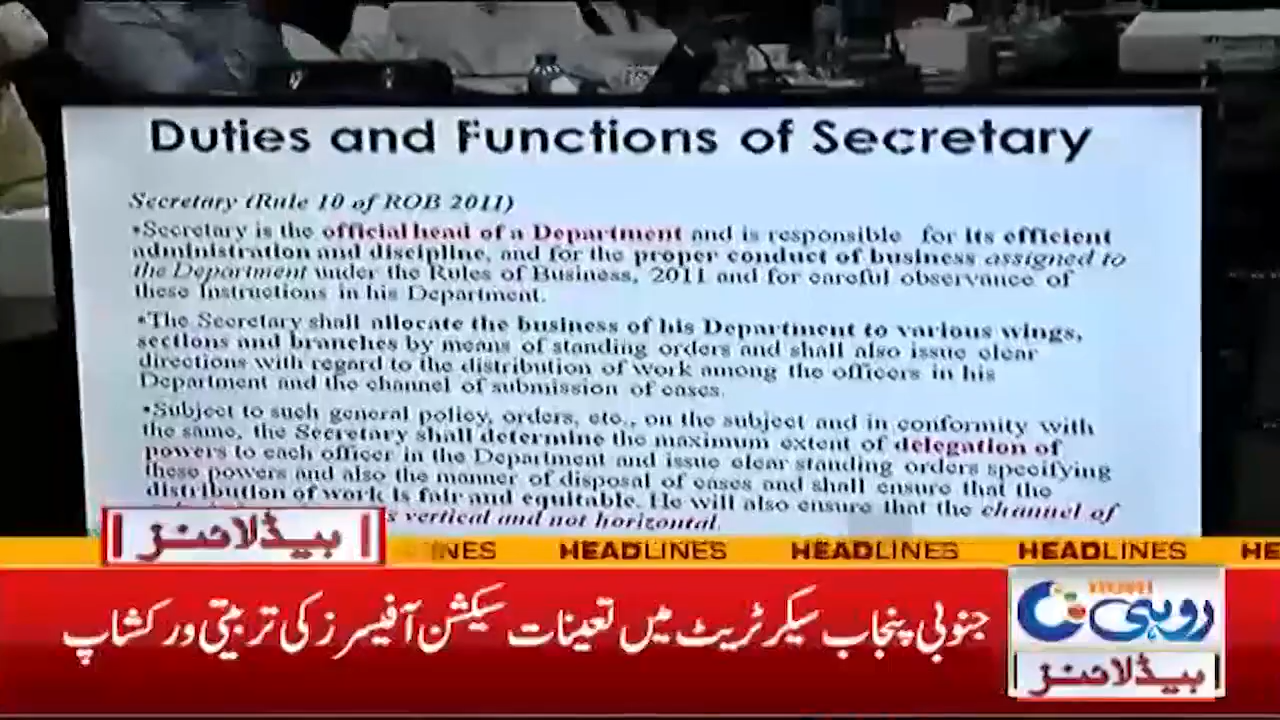 Duties and Functions of Secretary
Secretary (Rule 10 of ROB 2011)
•Secretary is the official head of a Department and is responsible for its efficient
administration and discipline, and for the proper conduct of business assigned to
the Department under the Rules of Business, 2011 and for careful observance of
these Instructions in his Department.
•The Secretary shall allocate the business of his Department to various wings,
sections and branches by means of standing orders and shall also issue clear
directions with regard to the distribution of work among the officers in his
Department and the channel of submission of cases.
•Subject to such general policy, orders, etc., on the subject and in conformity with
the same, the Secretary shall determine the maximum extent of delegation of
powers to each officer in the Department and issue clear standing orders specifying
these powers and also the manner of disposal of cases and shall ensure that the
distribution of work is fair and equitable. He will also ensure that the channel of
s vertical and not horizontal.
ہیڈلائنز
NES HEADLINES HEADLINES HEADLINES HE
جنوبی پنجاب سیکرٹریٹ میں تعینات سیکشن آفیسرز کی تربیتی ورکشاپ
روہی
ہیڈلائنز